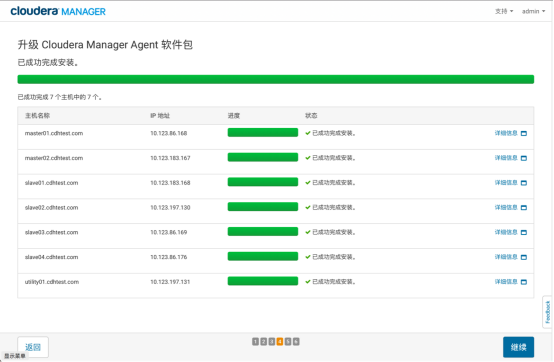 cloudera MANAGER 支持 admin
升级 Cloudera Manager Agent 软件包
已成功完成安装。
已成功完成 7 个主机中的 7 个。
主机名称 IP 地址 进度 状态
master01.cdhtest.com 10.123.86.168 已成功完成安装。 详细信息
master02.cdhtest.com 10.123.183.167 已成功完成安装。 详细信息
slave01.cdhtest.com 10.123.183.168 已成功完成安装。 详细信息
slave02.cdhtest.com 10.123.197.130 已成功完成安装。 详细信息
slave03.cdhtest.com 10.123.86.169 已成功完成安装。 详细信息
slave04.cdhtest.com 10.123.86.176 已成功完成安装。 详细信息
utility01.cdhtest.com 10.123.197.131 已成功完成安装。 详细信息
Feedback
返回 1 2 3 4 5 6 继续
显示菜单